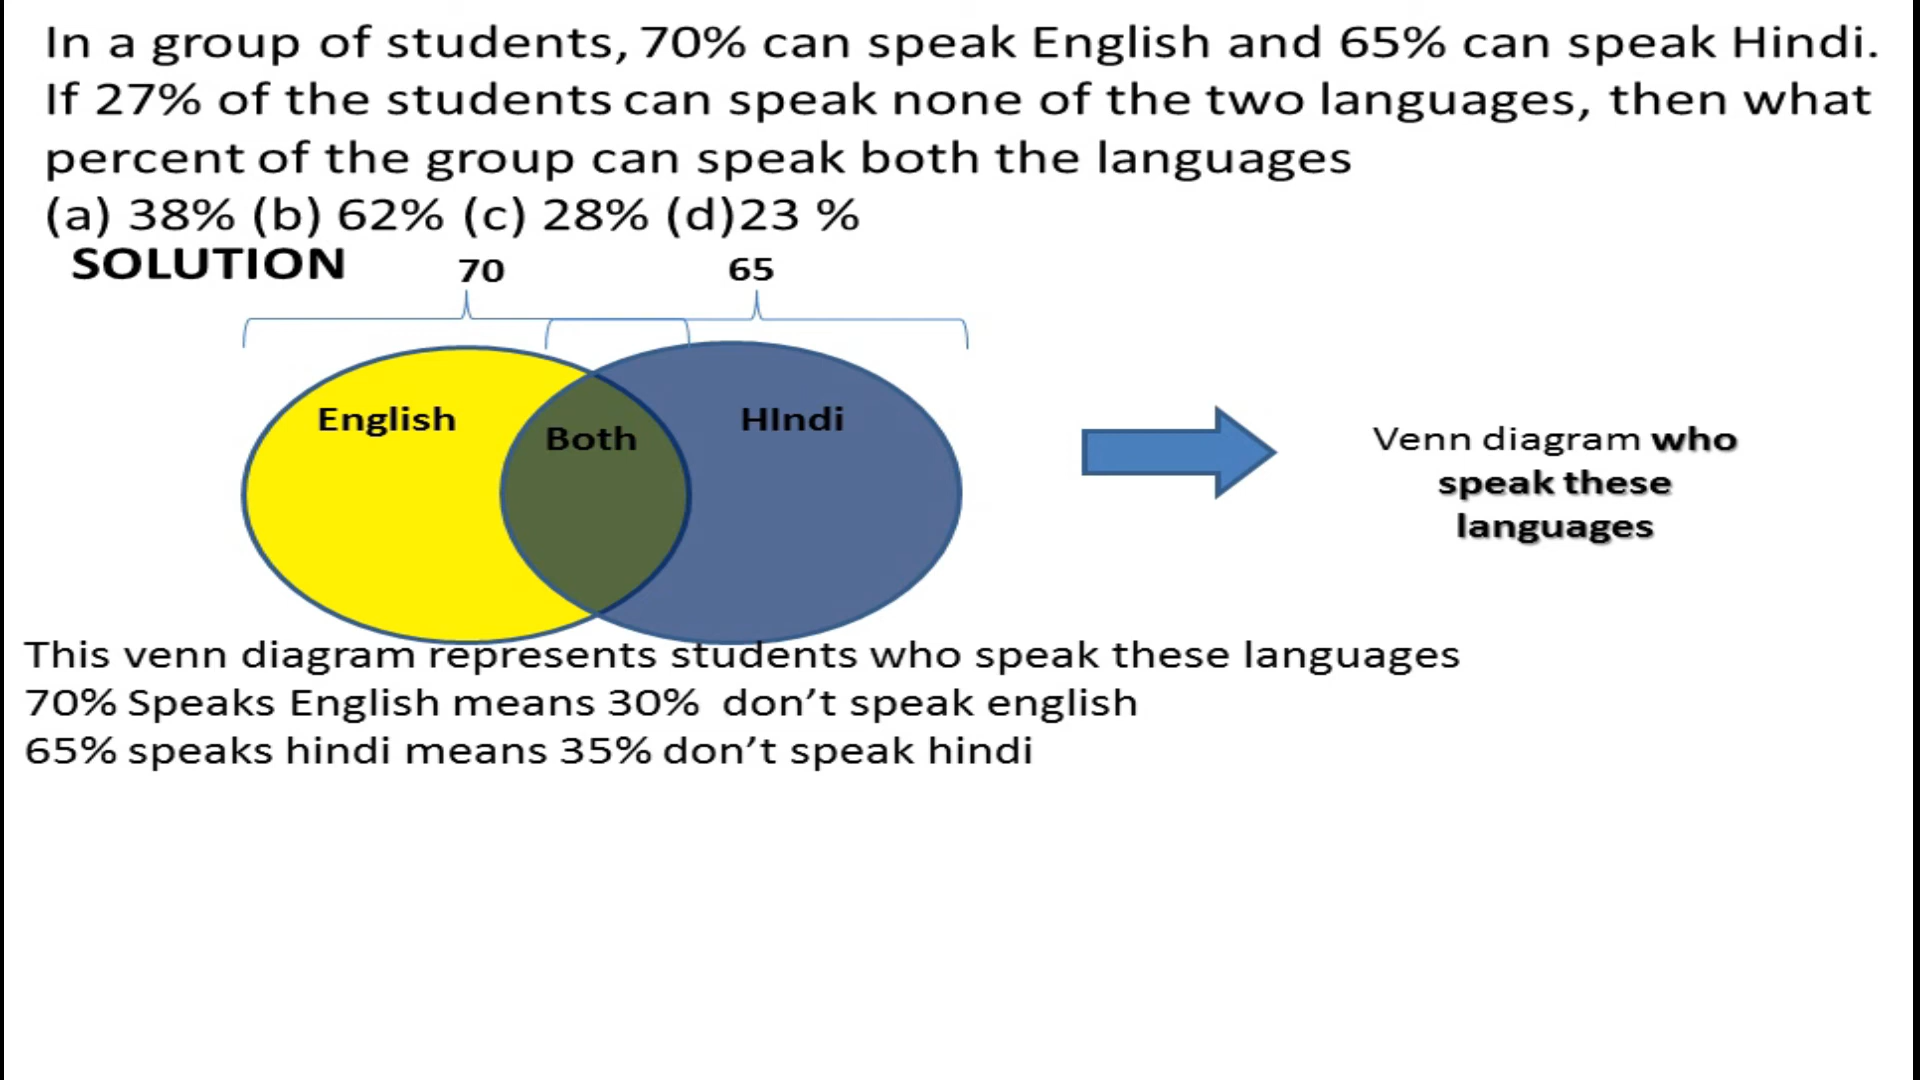 In a group of students, 70% can speak English and 65% can speak Hindi.
If 27% of the students can speak none of the two languages, then what
percent of the group can speak both the languages
(a) 38% (b) 62% (c) 28% (d)23 %
SOLUTION
70
65
English
Both
HIndi
Venn diagram who
speak these
languages
This venn diagram represents students who speak these languages
70% Speaks English means 30% don’t speak english
65% speaks hindi means 35% don’t speak hindi